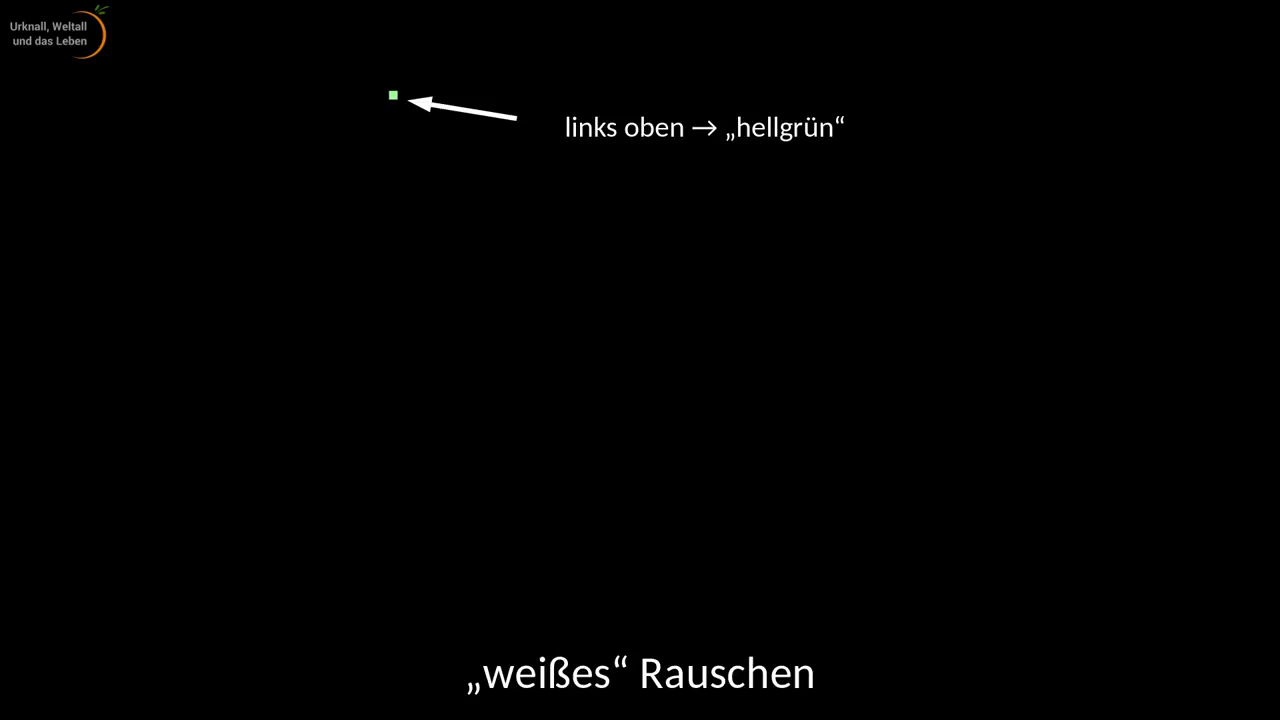 Urknall, Weltall
und das Leben
links oben → „hellgrün“
„weißes“ Rauschen